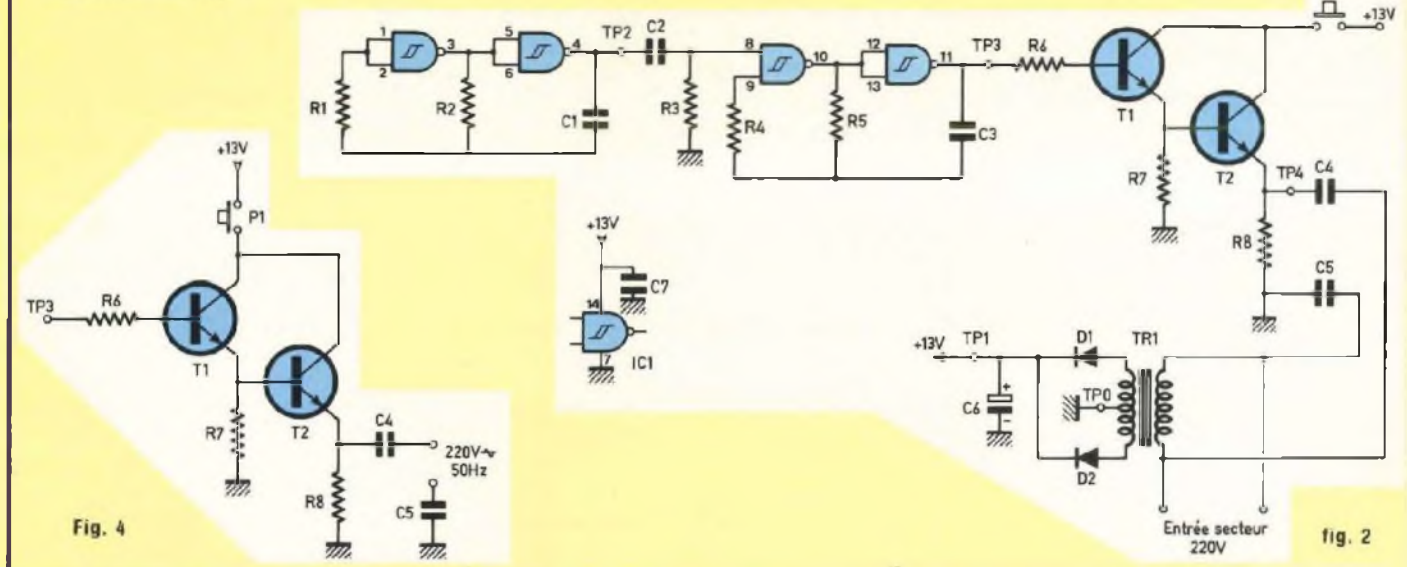 +13V
1
2
3
5
6
4
TP2
C2
8
9
10
12
13
11
TP3
R6
T1
R1
R2
C1
R3
R4
R5
C3
R7
T2
TP4
C4
R8
C5
+13V
P1
TP3
R6
T1
T2
R7
C4
R8
220V~
50Hz
C5
Fig. 4
+13V
C7
14
7
IC1
+13V
TP1
D1
TR1
C6
+
-
TP0
D2
Entrée secteur
220V
fig. 2